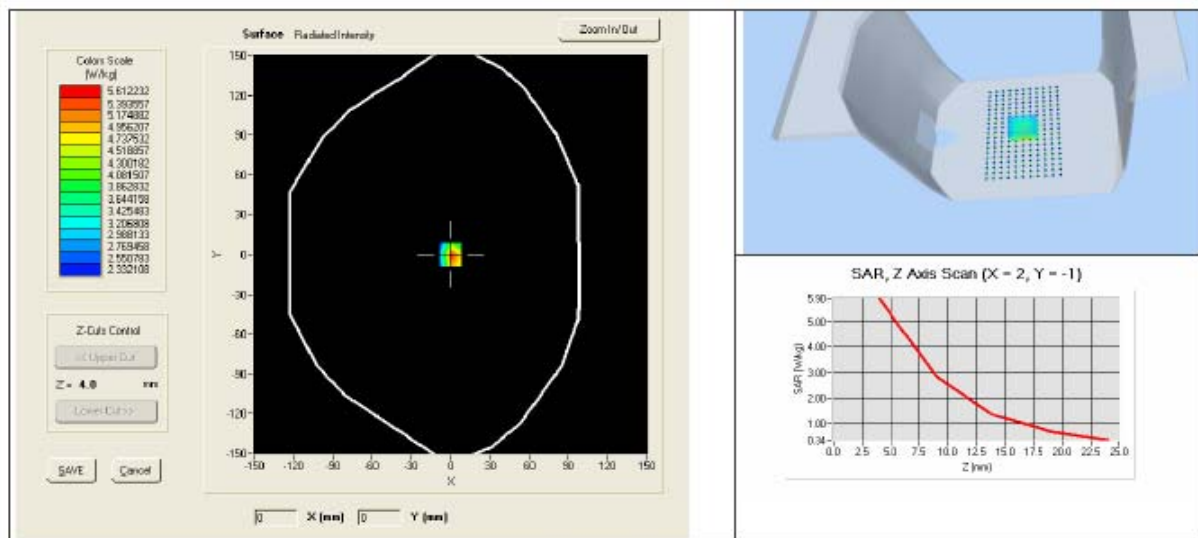 Surface Radiated Intensity
Zoom In/Out
Colors Scale
(W/kg)
5.612232
5.393557
5.174882
4.956207
4.737532
4.518857
4.300182
4.081507
3.862832
3.644158
3.425483
3.206808
2.988133
2.769458
2.550783
2.332108
Z-Cuts Control
<< Upper Cut
Z = 4.0 mm
Lower Cut >>
SAVE
Cancel
150
120
90
60
30
0
-30
-60
-90
-120
-150
Y
-150 -120 -90 -60 -30 0 30 60 90 120 150
X
0 X (mm) 0 Y (mm)
SAR, Z Axis Scan (X = 2, Y = -1)
SAR (W/kg)
5.90
5.00
4.00
3.00
2.00
1.00
0.34
0.0 2.5 5.0 7.5 10.0 12.5 15.0 17.5 20.0 22.5 25.0
Z (mm)